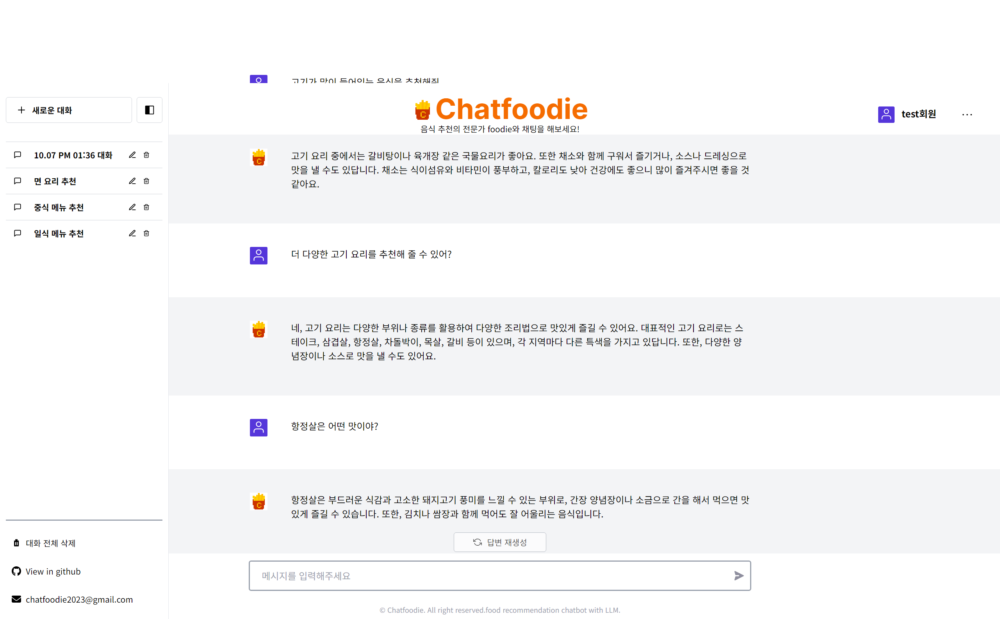 고기가 많이 들어있는 음식을 추천해줘
새로운 대화
Chatfoodie
음식 추천의 전문가 foodie와 채팅을 해보세요!
test회원
10.07 PM 01:36 대화
면 요리 추천
중식 메뉴 추천
일식 메뉴 추천
고기 요리 중에서는 갈비탕이나 육개장 같은 국물요리가 좋아요. 또한 채소와 함께 구워서 즐기거나, 소스나 드레싱으로
맛을 낼 수도 있답니다. 채소는 식이섬유와 비타민이 풍부하고, 칼로리도 낮아 건강에도 좋으니 많이 즐겨주시면 좋을 것
같아요.
더 다양한 고기 요리를 추천해 줄 수 있어?
네, 고기 요리는 다양한 부위나 종류를 활용하여 다양한 조리법으로 맛있게 즐길 수 있어요. 대표적인 고기 요리로는 스
테이크, 삼겹살, 항정살, 차돌박이, 목살, 갈비 등이 있으며, 각 지역마다 다른 특색을 가지고 있답니다. 또한, 다양한 양
념장이나 소스로 맛을 낼 수도 있어요.
항정살은 어떤 맛이야?
항정살은 부드러운 식감과 고소한 돼지고기 풍미를 느낄 수 있는 부위로, 간장 양념장이나 소금으로 간을 해서 먹으면 맛
있게 즐길 수 있습니다. 또한, 김치나 쌈장과 함께 먹어도 잘 어울리는 음식입니다.
답변 재생성
메시지를 입력해주세요
대화 전체 삭제
View in github
chatfoodie2023@gmail.com
© Chatfoodie. All right reserved.food recommendation chatbot with LLM.